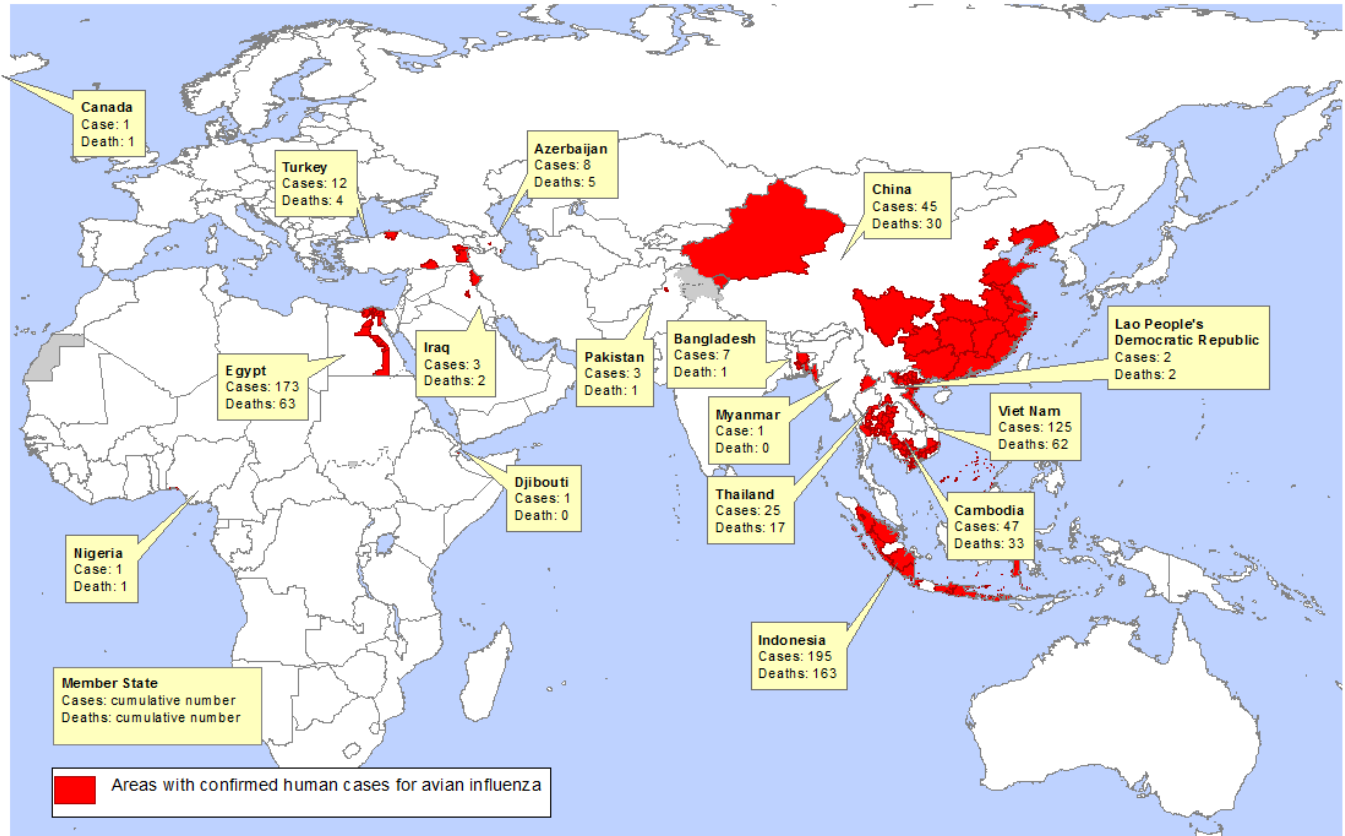 Canada
Case: 1
Death: 1
Turkey
Cases: 12
Deaths: 4
Azerbaijan
Cases: 8
Deaths: 5
China
Cases: 45
Deaths: 30
Egypt
Cases: 173
Deaths: 63
Iraq
Cases: 3
Deaths: 2
Pakistan
Cases: 3
Death: 1
Bangladesh
Cases: 7
Death: 1
Lao People's
Democratic Republic
Cases: 2
Deaths: 2
Myanmar
Case: 1
Death: 0
Viet Nam
Cases: 125
Deaths: 62
Djibouti
Cases: 1
Death: 0
Thailand
Cases: 25
Deaths: 17
Cambodia
Cases: 47
Deaths: 33
Nigeria
Case: 1
Death: 1
Indonesia
Cases: 195
Deaths: 163
Member State
Cases: cumulative number
Deaths: cumulative number
Areas with confirmed human cases for avian influenza